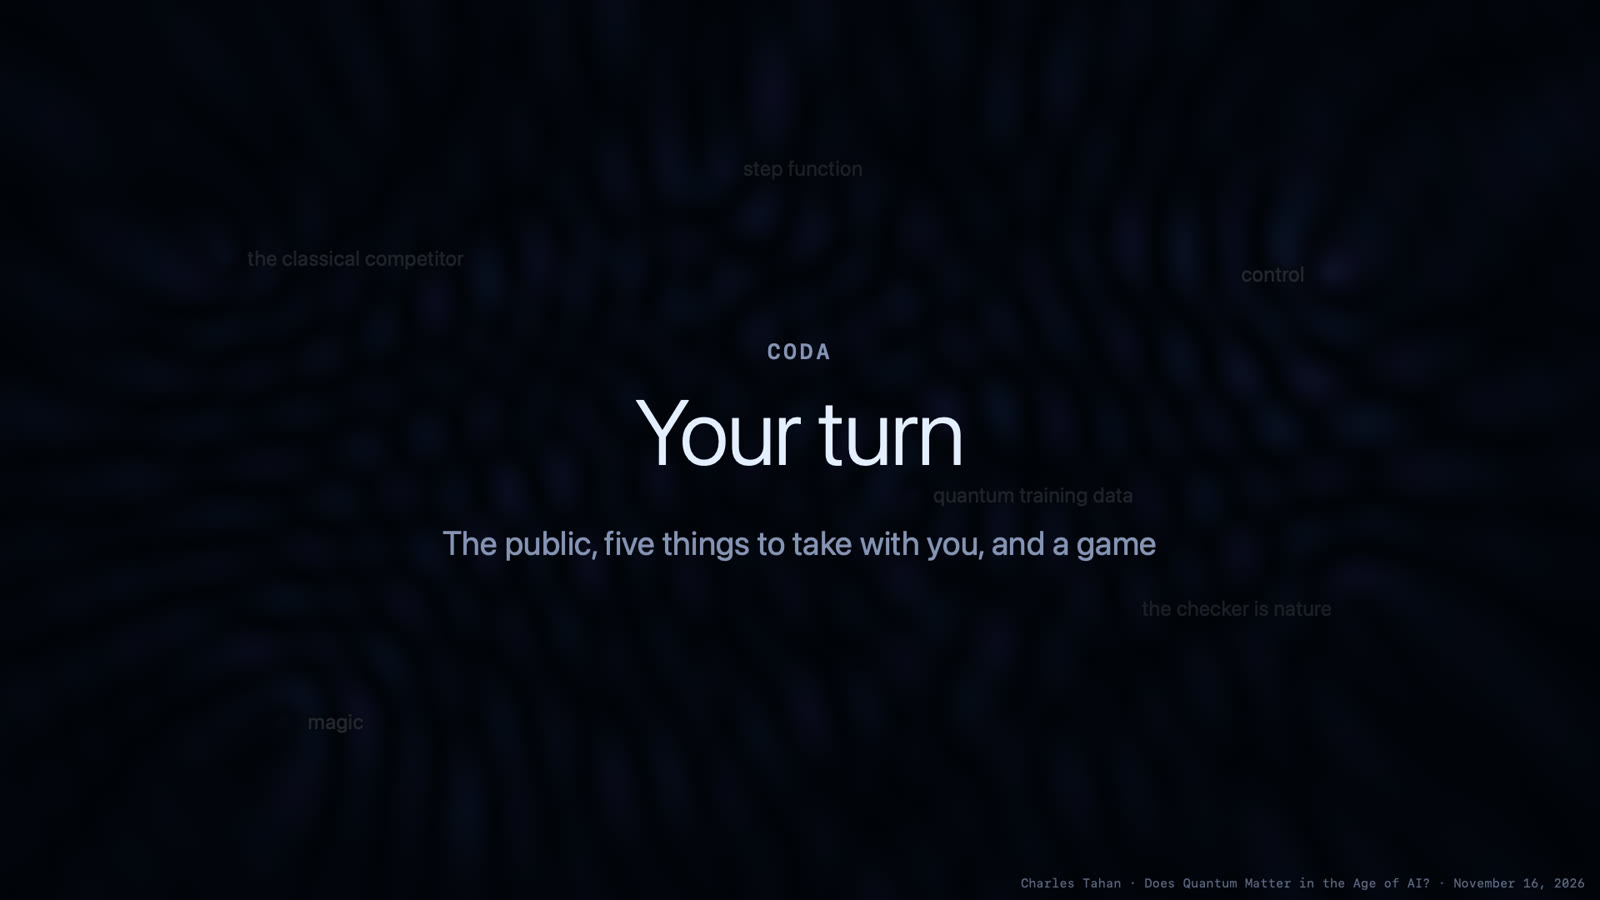 step function
the classical competitor
control
CODA
Your turn
quantum training data
The public, five things to take with you, and a game
the checker is nature
magic
Charles Tahan · Does Quantum Matter in the Age of AI? · November 16, 2026